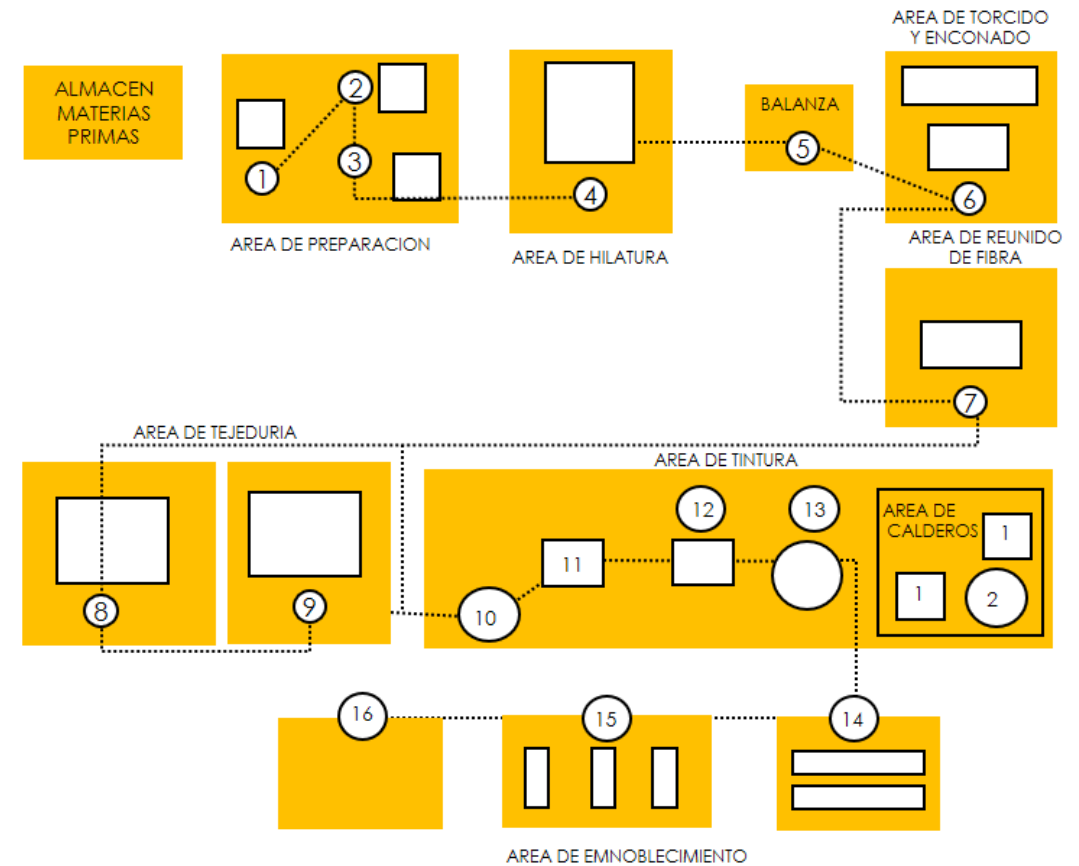 AREA DE TORCIDO
Y ENCONADO
ALMACEN
MATERIAS
PRIMAS
2
BALANZA
1
3
4
5
6
AREA DE PREPARACION
AREA DE HILATURA
AREA DE REUNIDO
DE FIBRA
7
AREA DE TEJEDURIA
AREA DE TINTURA
12
13
AREA DE
CALDEROS
1
11
1
2
8
9
10
16
15
14
AREA DE EMNOBLECIMIENTO